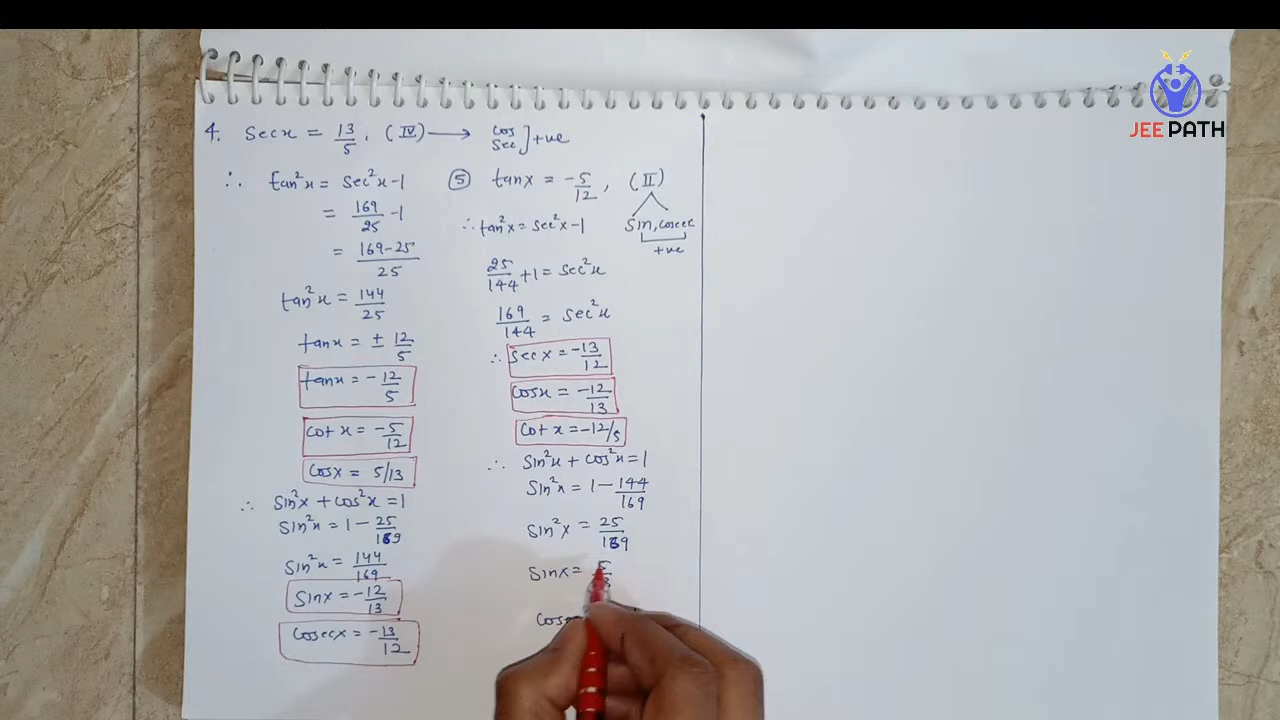 JEE PATH
4. Secx = 13/5, (IV) ⟶ cos sec ] +ve
∴ tan²x = Sec²x-1
= 169/25 -1
= 169-25/25
tan²x = 144/25
tanx = ± 12/5
tanx = -12/5
cot x = -5/12
Cosx = 5/13
∴ Sin²x + cos²x = 1
Sin²x = 1 - 25/169
Sin²x = 144/169
Sinx = -12/13
Cosecx = -13/12
⑤ tanx = -5/12, (II)
Sin, cosec
+ve
∴ tan²x = sec²x-1
25/144 +1 = sec²x
169/144 = Sec²x
∴ Secx = -13/12
Cosx = -12/13
Cot x = -12/5
∴ Sin²x + cos²x = 1
Sin²x = 1 - 144/169
Sin²x = 25/169
Sinx =